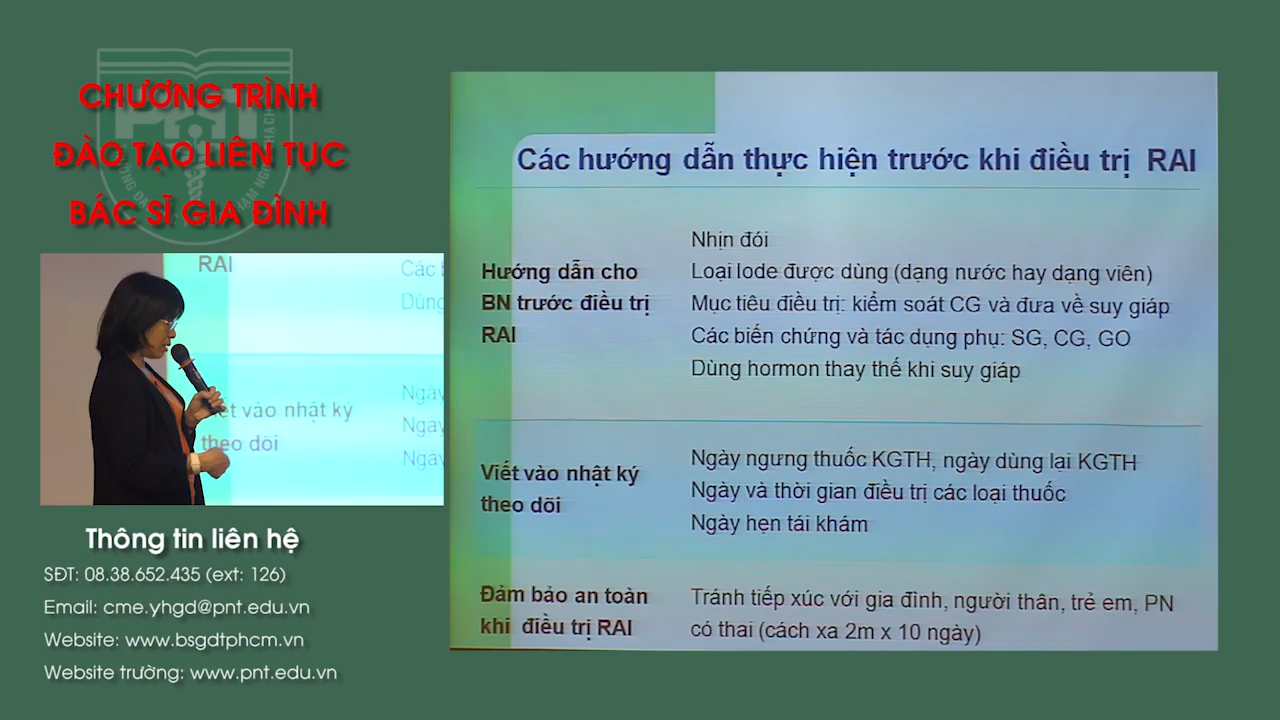 CHƯƠNG TRÌNH
ĐÀO TẠO LIÊN TỤC
BÁC SĨ GIA ĐÌNH
PNT
RAI
Các
Dùng
Ngày
Ngày
Ngày
vào nhật ký
theo dõi
Thông tin liên hệ
SĐT: 08.38.652.435 (ext: 126)
Email: cme.yhgd@pnt.edu.vn
Website: www.bsgdtphcm.vn
Website trường: www.pnt.edu.vn
Các hướng dẫn thực hiện trước khi điều trị RAI
Hướng dẫn cho
BN trước điều trị
RAI
Nhịn đói
Loại Iode được dùng (dạng nước hay dạng viên)
Mục tiêu điều trị: kiểm soát CG và đưa về suy giáp
Các biến chứng và tác dụng phụ: SG, CG, GO
Dùng hormon thay thế khi suy giáp
Viết vào nhật ký
theo dõi
Ngày ngưng thuốc KGTH, ngày dùng lại KGTH
Ngày và thời gian điều trị các loại thuốc
Ngày hẹn tái khám
Đảm bảo an toàn
khi điều trị RAI
Tránh tiếp xúc với gia đình, người thân, trẻ em, PN
có thai (cách xa 2m x 10 ngày)